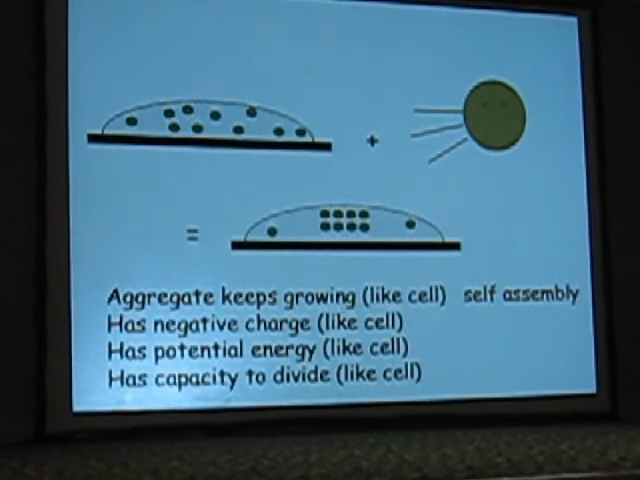 +
=
Aggregate keeps growing (like cell) self assembly
Has negative charge (like cell)
Has potential energy (like cell)
Has capacity to divide (like cell)